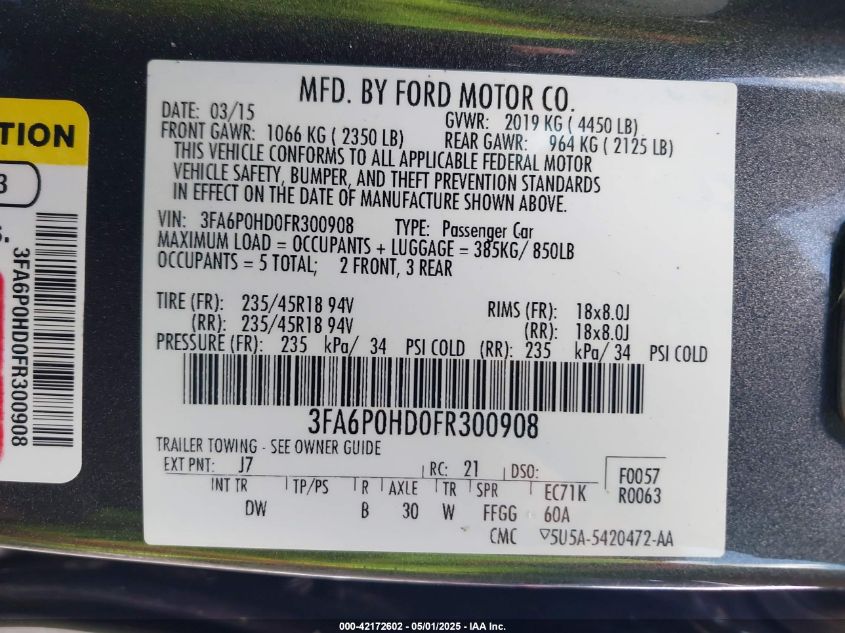 MFD. BY FORD MOTOR CO.
DATE: 03/15
GVWR: 2019 KG ( 4450 LB)
FRONT GAWR: 1066 KG ( 2350 LB)
REAR GAWR: 964 KG ( 2125 LB)
THIS VEHICLE CONFORMS TO ALL APPLICABLE FEDERAL MOTOR
VEHICLE SAFETY, BUMPER, AND THEFT PREVENTION STANDARDS
IN EFFECT ON THE DATE OF MANUFACTURE SHOWN ABOVE.
VIN: 3FA6P0HD0FR300908 TYPE: Passenger Car
MAXIMUM LOAD = OCCUPANTS + LUGGAGE = 385KG/ 850LB
OCCUPANTS = 5 TOTAL; 2 FRONT, 3 REAR
TIRE (FR): 235/45R18 94V RIMS (FR): 18x8.0J
(RR): 235/45R18 94V (RR): 18x8.0J
PRESSURE (FR): 235 kPa/ 34 PSI COLD (RR): 235 kPa/ 34 PSI COLD
3FA6P0HD0FR300908
TRAILER TOWING - SEE OWNER GUIDE
EXT PNT: J7 RC: 21 DSO: F0057
R0063
INT TR TP/PS R AXLE TR SPR EC71K
DW B 30 W FFGG 60A
CMC ▽5U5A-5420472-AA
TION
3
S.
3FA6P0HD0FR300908
000-42172602 - 05/01/2025 - IAA Inc.